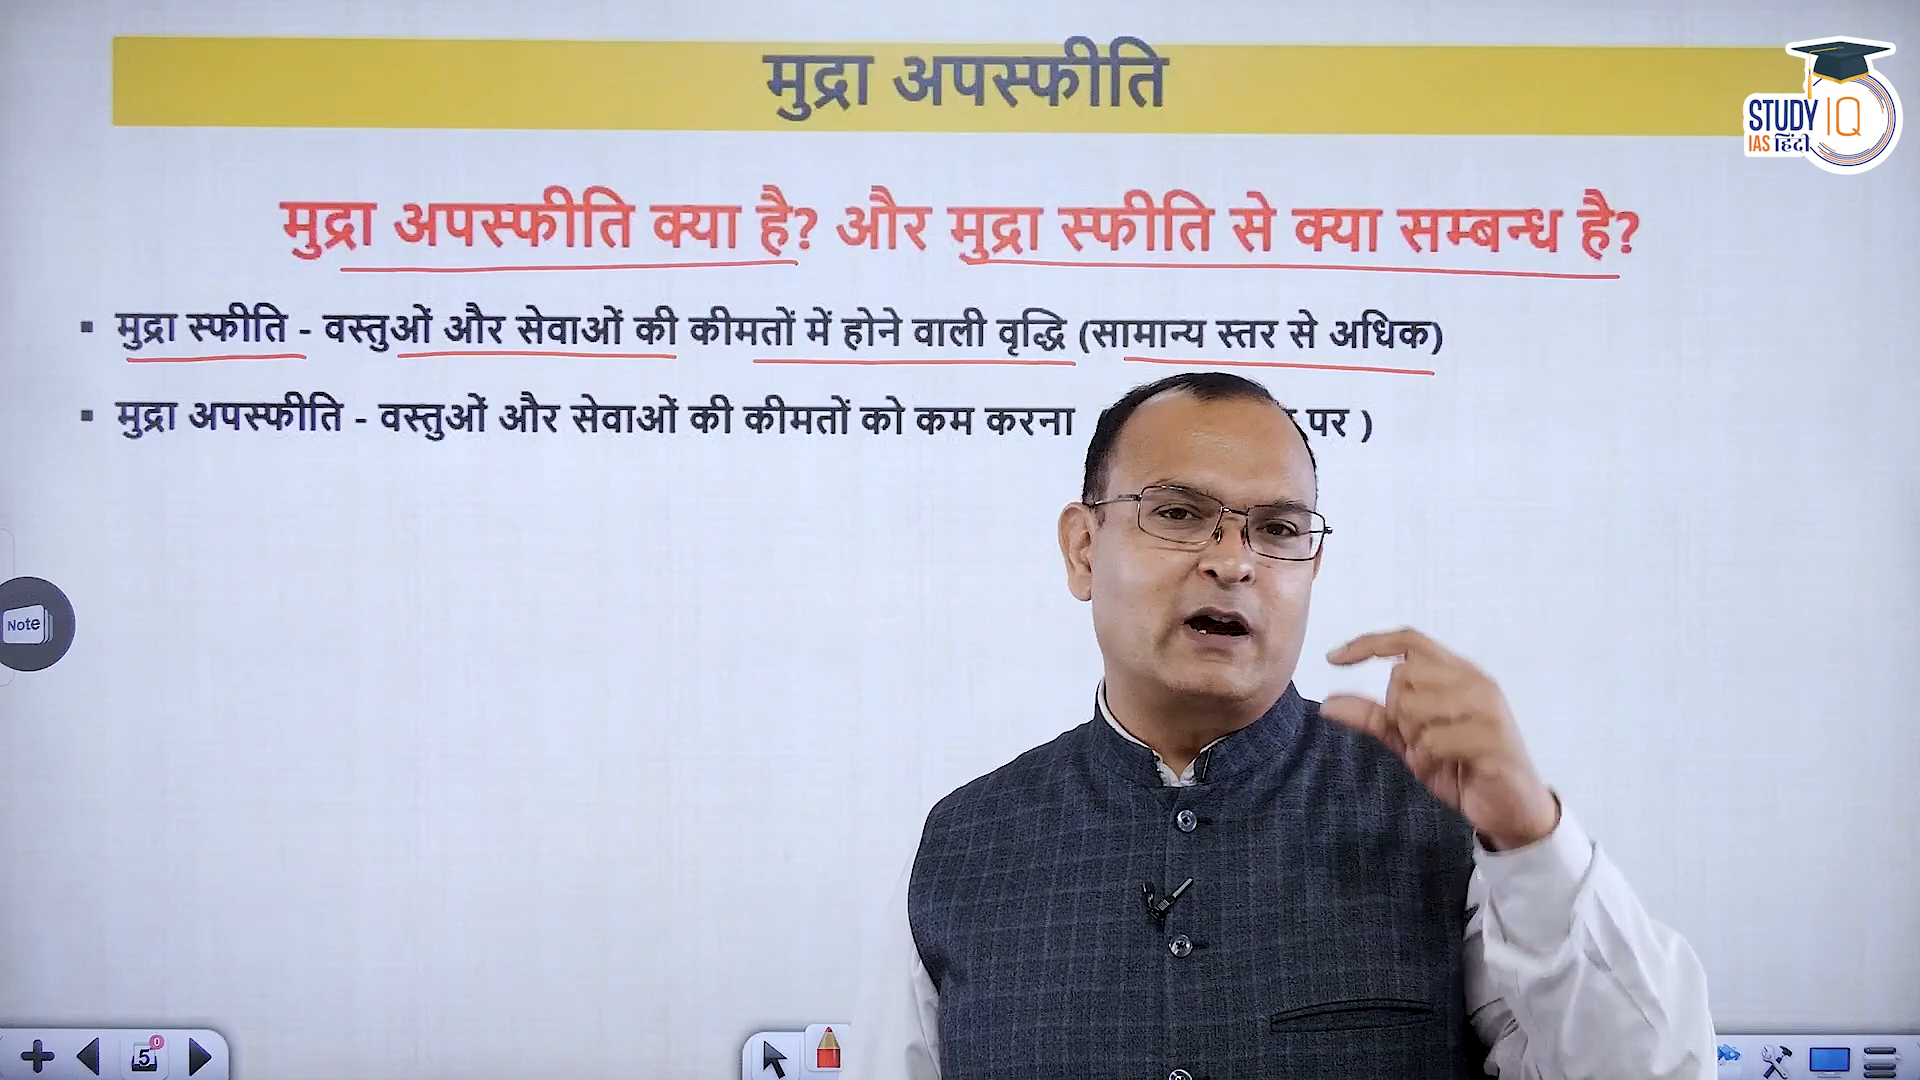 मुद्रा अपस्फीति
STUDY IQ
IAS हिंदी
मुद्रा अपस्फीति क्या है? और मुद्रा स्फीति से क्या सम्बन्ध है?
▪ मुद्रा स्फीति - वस्तुओं और सेवाओं की कीमतों में होने वाली वृद्धि (सामान्य स्तर से अधिक)
▪ मुद्रा अपस्फीति - वस्तुओं और सेवाओं की कीमतों को कम करना पर )
Note
5
0